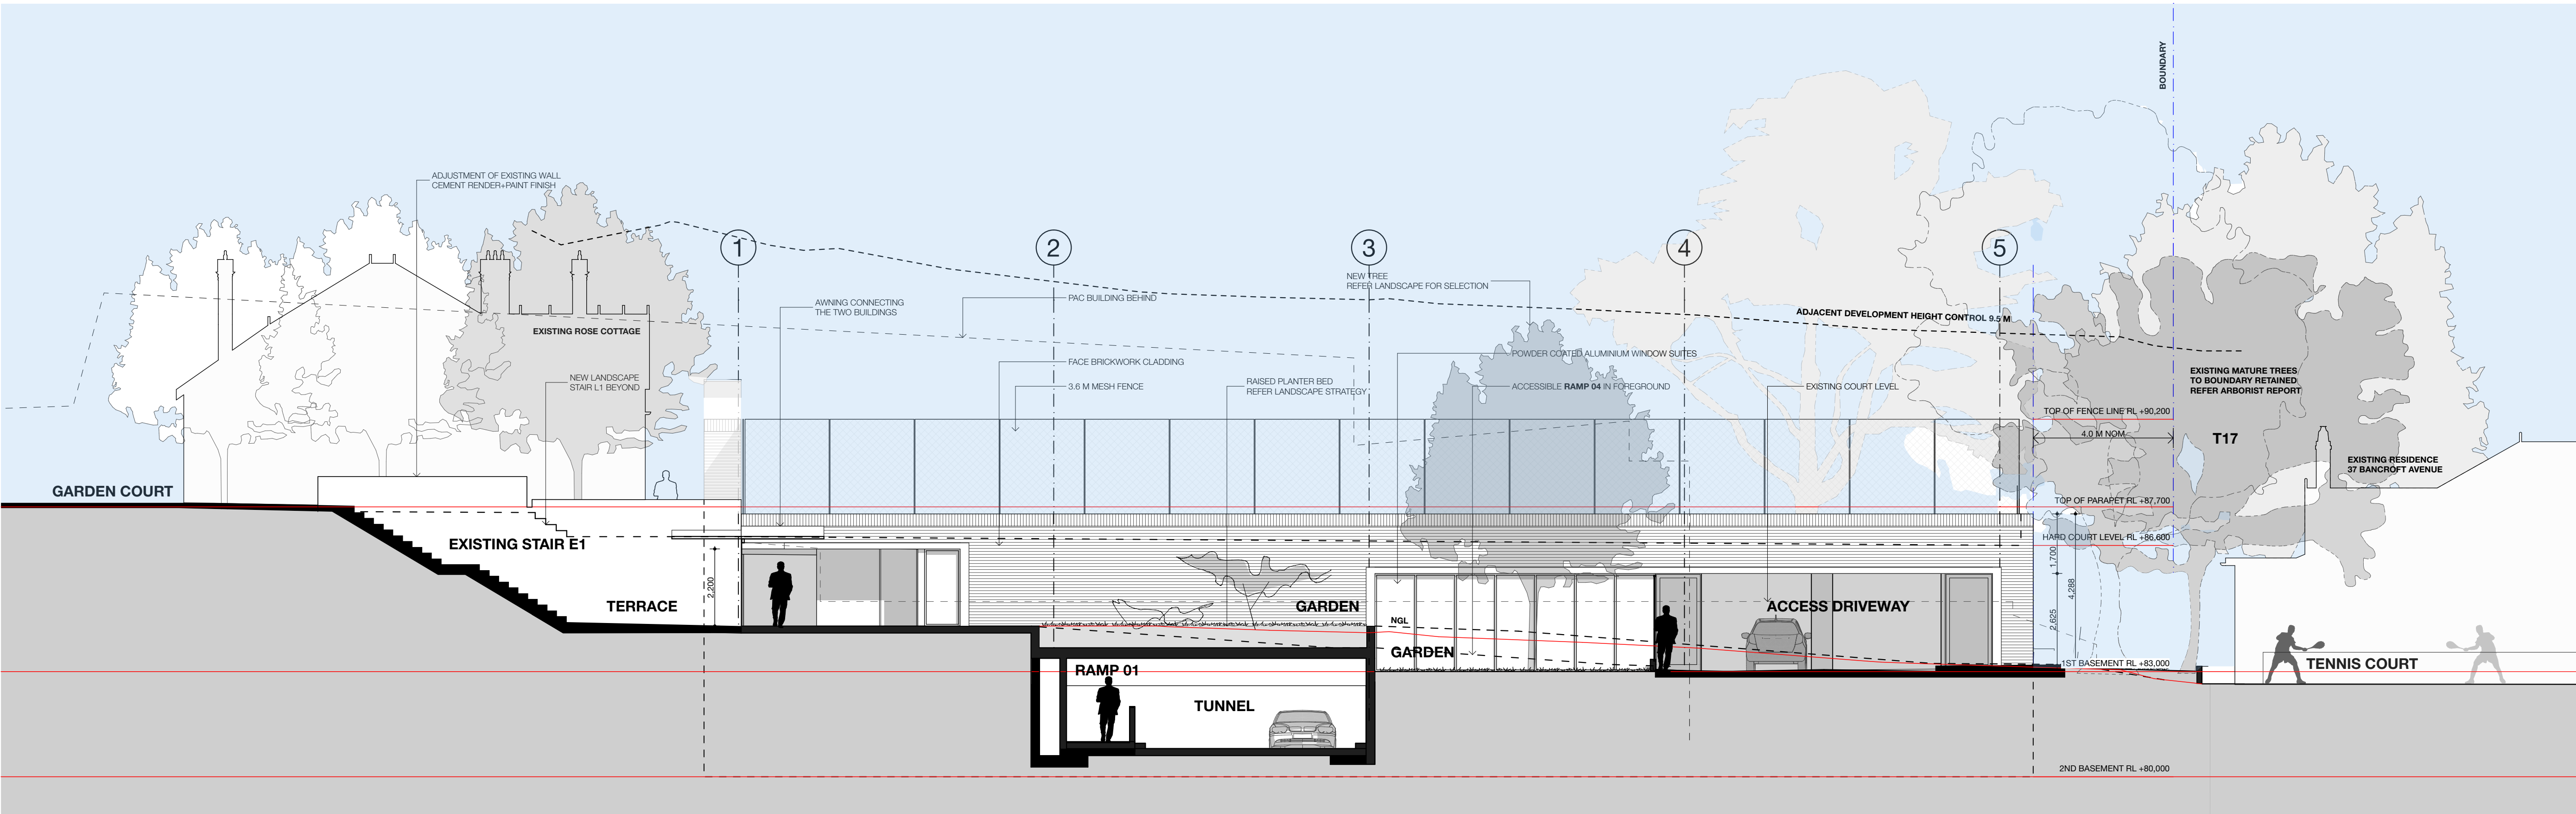 BOUNDARY
ADJUSTMENT OF EXISTING WALL
CEMENT RENDER+PAINT FINISH
1
2
3
4
5
NEW TREE
REFER LANDSCAPE FOR SELECTION
AWNING CONNECTING
THE TWO BUILDINGS
PAC BUILDING BEHIND
ADJACENT DEVELOPMENT HEIGHT CONTROL 9.5 M
EXISTING ROSE COTTAGE
FACE BRICKWORK CLADDING
POWDER COATED ALUMINIUM WINDOW SUITES
NEW LANDSCAPE
STAIR L1 BEYOND
3.6 M MESH FENCE
RAISED PLANTER BED
REFER LANDSCAPE STRATEGY
ACCESSIBLE RAMP 04 IN FOREGROUND
EXISTING COURT LEVEL
EXISTING MATURE TREES
TO BOUNDARY RETAINED
REFER ARBORIST REPORT
TOP OF FENCE LINE RL +90,200
4.0 M NOM
T17
EXISTING RESIDENCE
37 BANCROFT AVENUE
GARDEN COURT
TOP OF PARAPET RL +87,700
HARD COURT LEVEL RL +86,600
EXISTING STAIR E1
2,200
1,700
4,288
2,625
TERRACE
GARDEN
ACCESS DRIVEWAY
NGL
GARDEN
RAMP 01
1ST BASEMENT RL +83,000
TENNIS COURT
TUNNEL
2ND BASEMENT RL +80,000